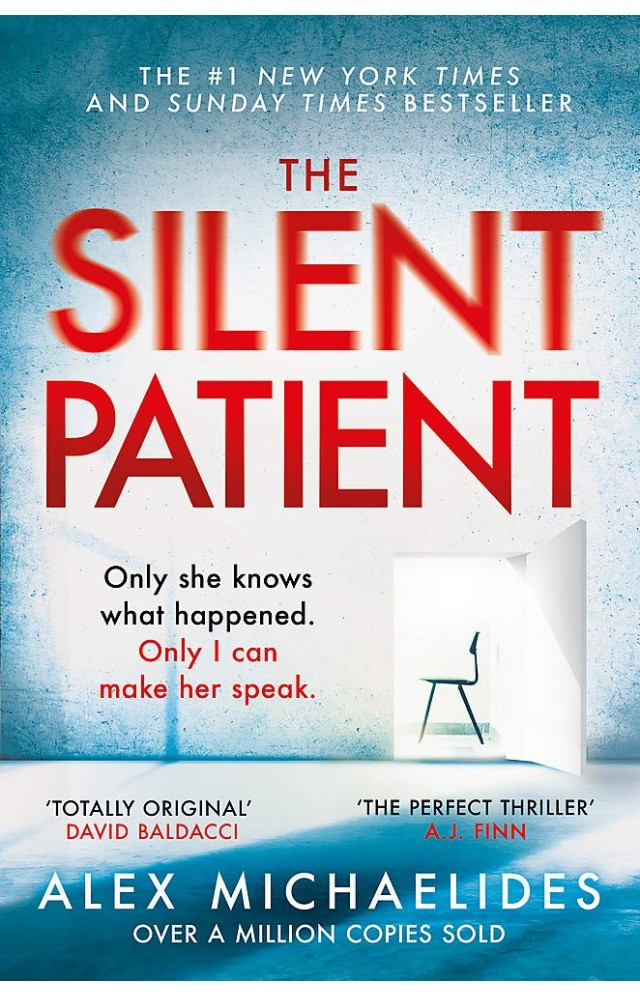 THE #1 NEW YORK TIMES
AND SUNDAY TIMES BESTSELLER
THE
SILENT
PATIENT
Only she knows
what happened.
Only I can
make her speak.
‘TOTALLY ORIGINAL’
DAVID BALDACCI
‘THE PERFECT THRILLER’
A.J. FINN
ALEX MICHAELIDES
OVER A MILLION COPIES SOLD